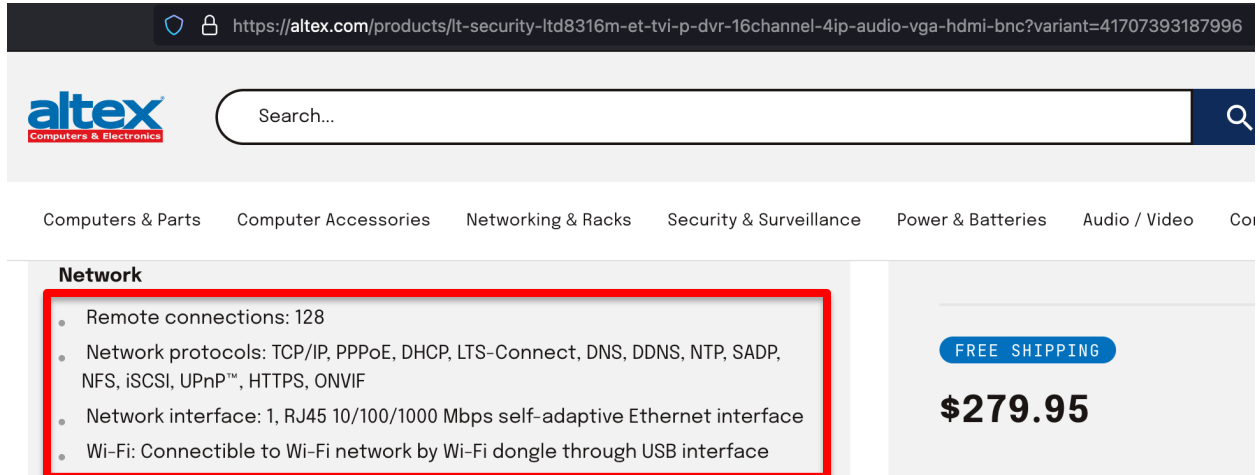 https://altex.com/products/lt-security-ltd8316m-et-tvi-p-dvr-16channel-4ip-audio-vga-hdmi-bnc?variant=41707393187996
altex
Computers & Electronics
Search...
Computers & Parts Computer Accessories Networking & Racks Security & Surveillance Power & Batteries Audio / Video
Network
Remote connections: 128
Network protocols: TCP/IP, PPPoE, DHCP, LTS-Connect, DNS, DDNS, NTP, SADP,
NFS, iSCSI, UPnP™, HTTPS, ONVIF
Network interface: 1, RJ45 10/100/1000 Mbps self-adaptive Ethernet interface
Wi-Fi: Connectible to Wi-Fi network by Wi-Fi dongle through USB interface
FREE SHIPPING
$279.95